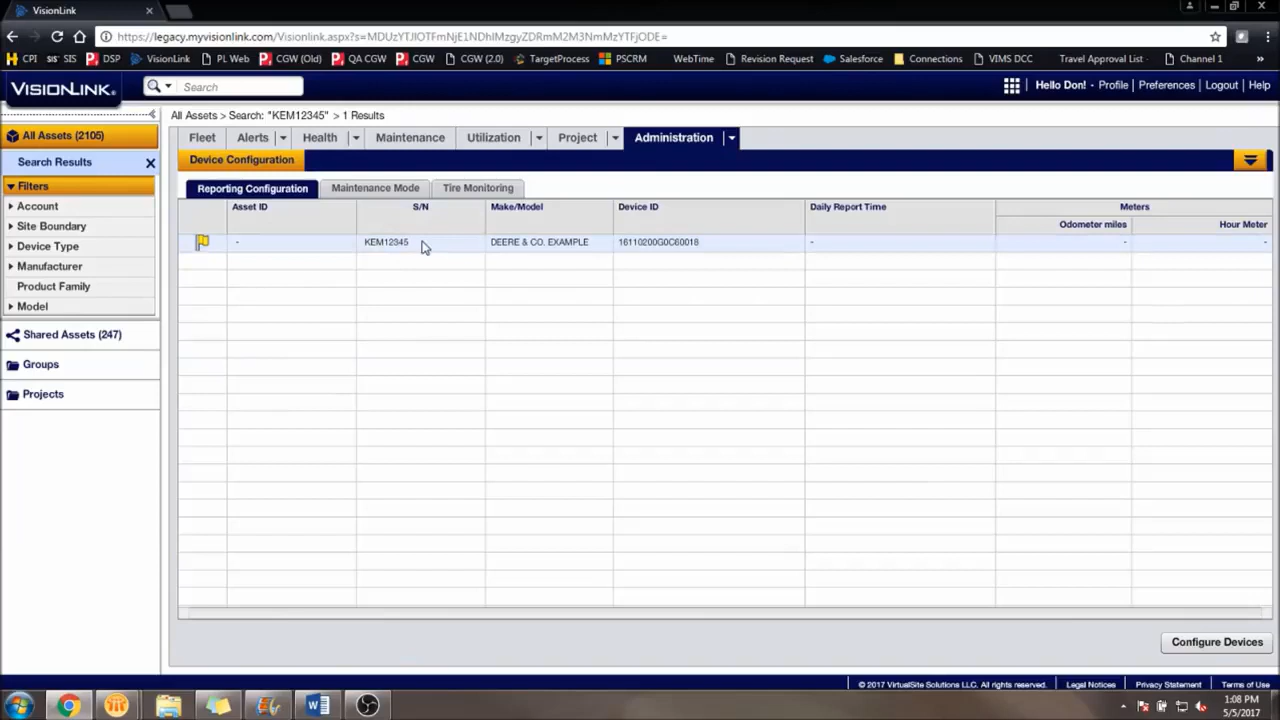 VisionLink
https://legacy.myvisionlink.com/Visionlink.aspx?s=MDUzYTJlOTFmNjE1NDhlMzgyZDRmM2M3NmMzYTFjODE=
CPI SIS SIS DSP VisionLink PL Web CGW (Old) QA CGW CGW CGW (2.0) TargetProcess PSCRM WebTime Revision Request Salesforce Connections VIMS DCC Travel Approval List Channel 1 »
VISIONLINK® Search Hello Don! Profile Preferences Logout Help
All Assets > Search: "KEM12345" > 1 Results
All Assets (2105)
Search Results
Filters
Account
Site Boundary
Device Type
Manufacturer
Product Family
Model
Shared Assets (247)
Groups
Projects
Fleet Alerts Health Maintenance Utilization Project Administration
Device Configuration
Reporting Configuration Maintenance Mode Tire Monitoring
Asset ID S/N Make/Model Device ID Daily Report Time Meters
Odometer miles Hour Meter
- KEM12345 DEERE & CO. EXAMPLE 16110200G0C60018 - - -
Configure Devices
© 2017 VirtualSite Solutions LLC. All rights reserved. Legal Notices Privacy Statement Terms of Use
1:08 PM
5/5/2017